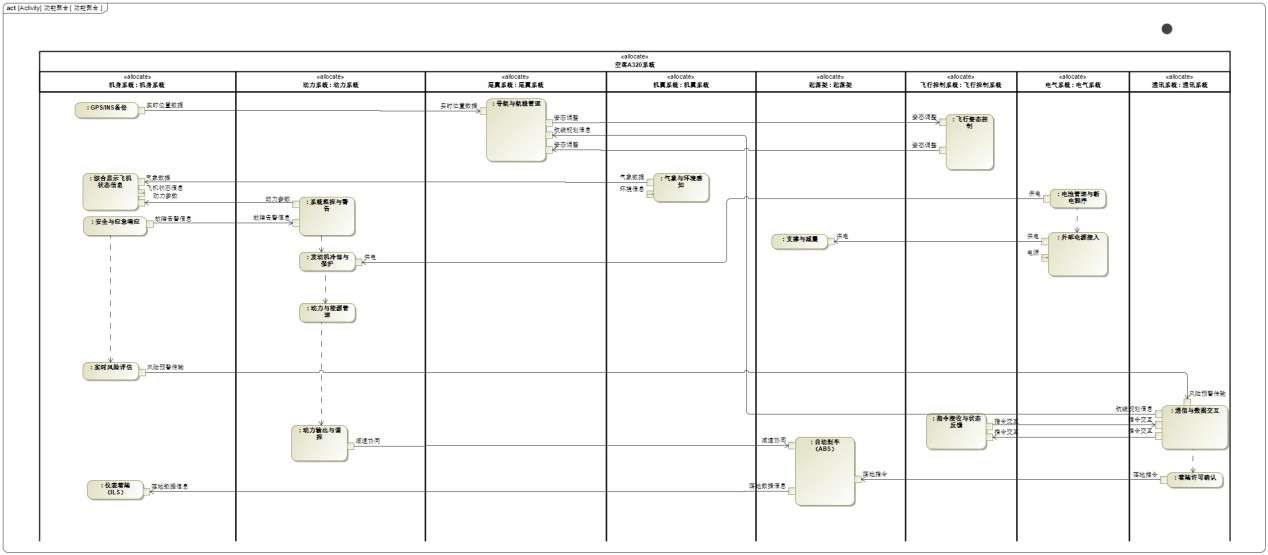 act [Activity] 功能聚合 [ 功能聚合 ]
«allocate»
空客A320系统
«allocate»
机身系统 : 机身系统
«allocate»
动力系统 : 动力系统
«allocate»
尾翼系统 : 尾翼系统
«allocate»
机翼系统 : 机翼系统
«allocate»
起落架 : 起落架
«allocate»
飞行控制系统 : 飞行控制系统
«allocate»
电气系统 : 电气系统
«allocate»
通讯系统 : 通讯系统
: GPS/INS备份
实时位置数据
实时位置数据
: 导航与航线管理
姿态调整
航线规划信息
姿态调整
姿态调整
姿态调整
: 飞行姿态控
制
: 综合显示飞机
状态信息
气象数据
飞机状态信息
动力参数
气象数据
环境信息
: 气象与环境感
知
动力参数
故障告警信息
: 系统监控与警
告
供电
: 电池管理与断
电程序
: 安全与应急响应
故障告警信息
: 支撑与减震
供电
供电
电源
: 外部电源接入
: 发动机冷却与
保护
供电
: 动力与能源管
理
: 实时风险评估
风险预警传输
风险预警传输
航线规划信息
指令交互
指令交互
: 通信与数据交互
: 指令接收与状态
反馈
指令交互
指令交互
: 动力输出与调
控
减速协同
减速协同
: 自动刹车
(ABS)
落地指令
落地指令
: 着陆许可确认
: 仪表着陆
(ILS)
落地数据信息
落地数据信息